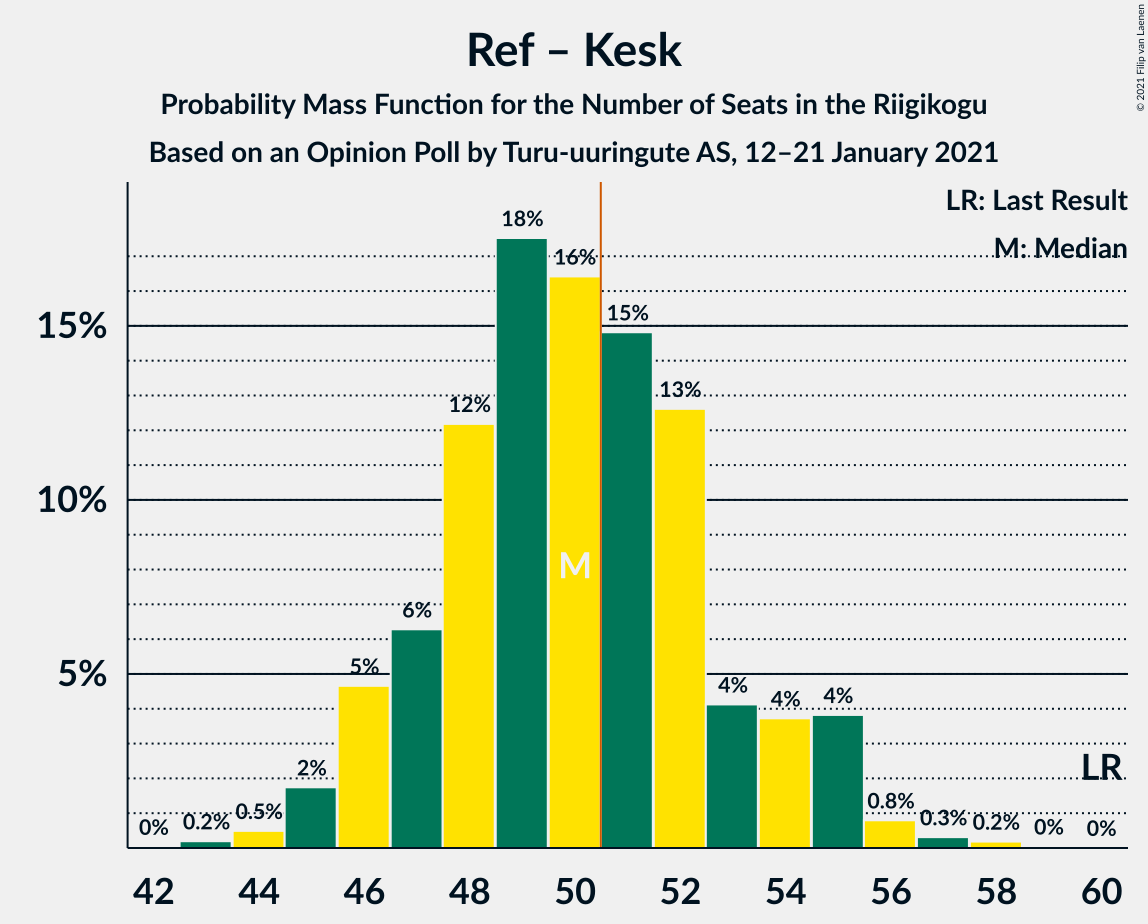 Ref – Kesk
Probability Mass Function for the Number of Seats in the Riigikogu
Based on an Opinion Poll by Turu-uuringute AS, 12–21 January 2021
© 2021 Filip van Laenen
LR: Last Result
M: Median
15%
10%
5%
0%
0.2%
0.5%
2%
5%
6%
12%
18%
16%
15%
13%
4%
4%
4%
0.8%
0.3%
0.2%
0%
0%
M
LR
42 44 46 48 50 52 54 56 58 60